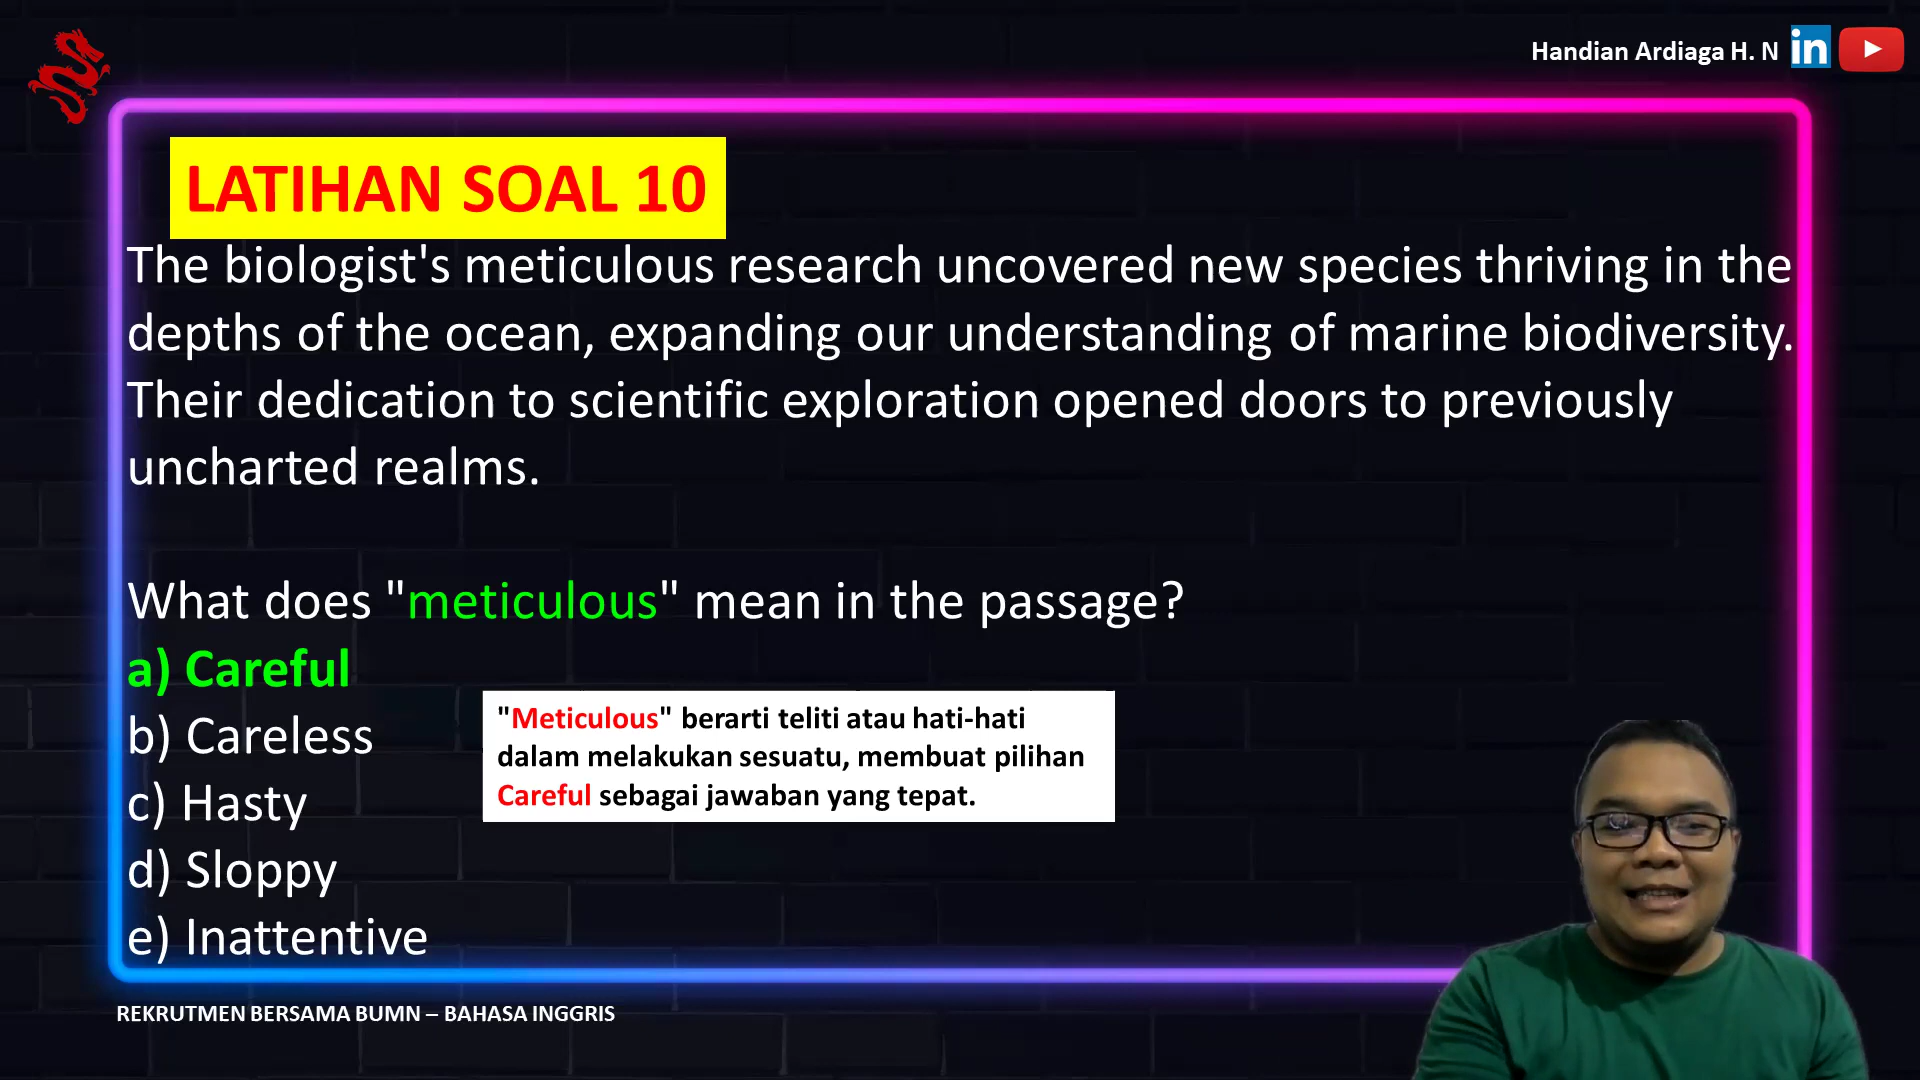 Handian Ardiaga H. N in
LATIHAN SOAL 10
The biologist's meticulous research uncovered new species thriving in the
depths of the ocean, expanding our understanding of marine biodiversity.
Their dedication to scientific exploration opened doors to previously
uncharted realms.
What does "meticulous" mean in the passage?
a) Careful
b) Careless
c) Hasty
d) Sloppy
e) Inattentive
"Meticulous" berarti teliti atau hati-hati
dalam melakukan sesuatu, membuat pilihan
Careful sebagai jawaban yang tepat.
REKRUTMEN BERSAMA BUMN – BAHASA INGGRIS